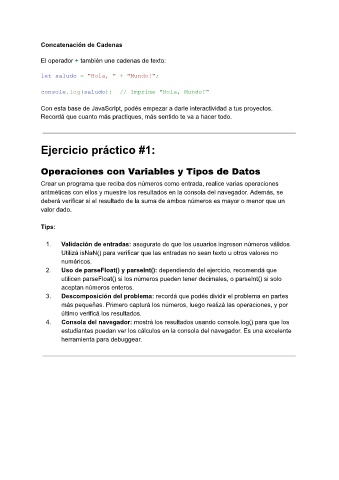 Concatenación de Cadenas
El operador + también une cadenas de texto:
let saludo = "Hola, " + "Mundo!";
console.log(saludo);  // Imprime "Hola, Mundo!"
Con esta base de JavaScript, podés empezar a darle interactividad a tus proyectos.
Recordá que cuanto más practiques, más sentido te va a hacer todo.
Ejercicio práctico #1:
Operaciones con Variables y Tipos de Datos
Crear un programa que reciba dos números como entrada, realice varias operaciones
aritméticas con ellos y muestre los resultados en la consola del navegador. Además, se
deberá verificar si el resultado de la suma de ambos números es mayor o menor que un
valor dado.
Tips:
1. Validación de entradas: asegurate de que los usuarios ingresen números válidos.
Utilizá isNaN() para verificar que las entradas no sean texto u otros valores no
numéricos.
2. Uso de parseFloat() y parseInt(): dependiendo del ejercicio, recomendá que
utilicen parseFloat() si los números pueden tener decimales, o parseInt() si solo
aceptan números enteros.
3. Descomposición del problema: recordá que podés dividir el problema en partes
más pequeñas. Primero capturá los números, luego realizá las operaciones, y por
último verificá los resultados.
4. Consola del navegador: mostrá los resultados usando console.log() para que los
estudiantes puedan ver los cálculos en la consola del navegador. Es una excelente
herramienta para debuggear.